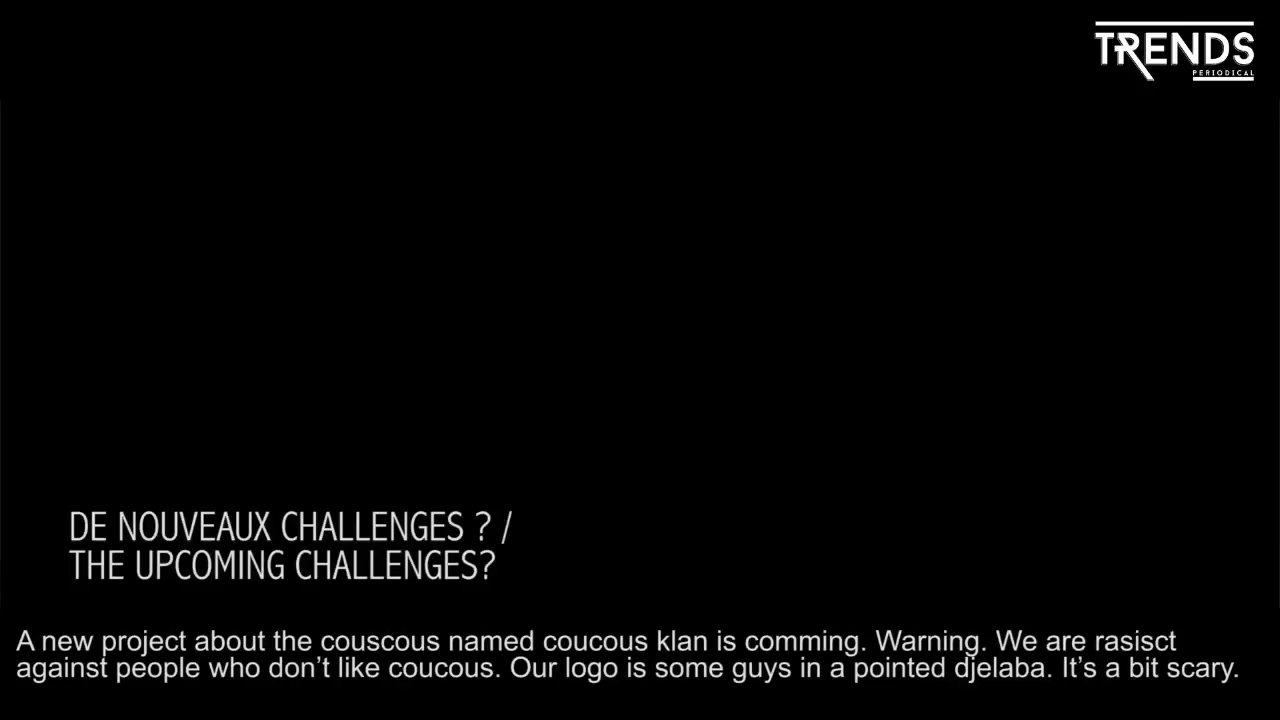 TRENDS
PERIODICAL
DE NOUVEAUX CHALLENGES ? /
THE UPCOMING CHALLENGES?
A new project about the couscous named coucous klan is comming. Warning. We are rasisct
against people who don’t like coucous. Our logo is some guys in a pointed djelaba. It’s a bit scary.